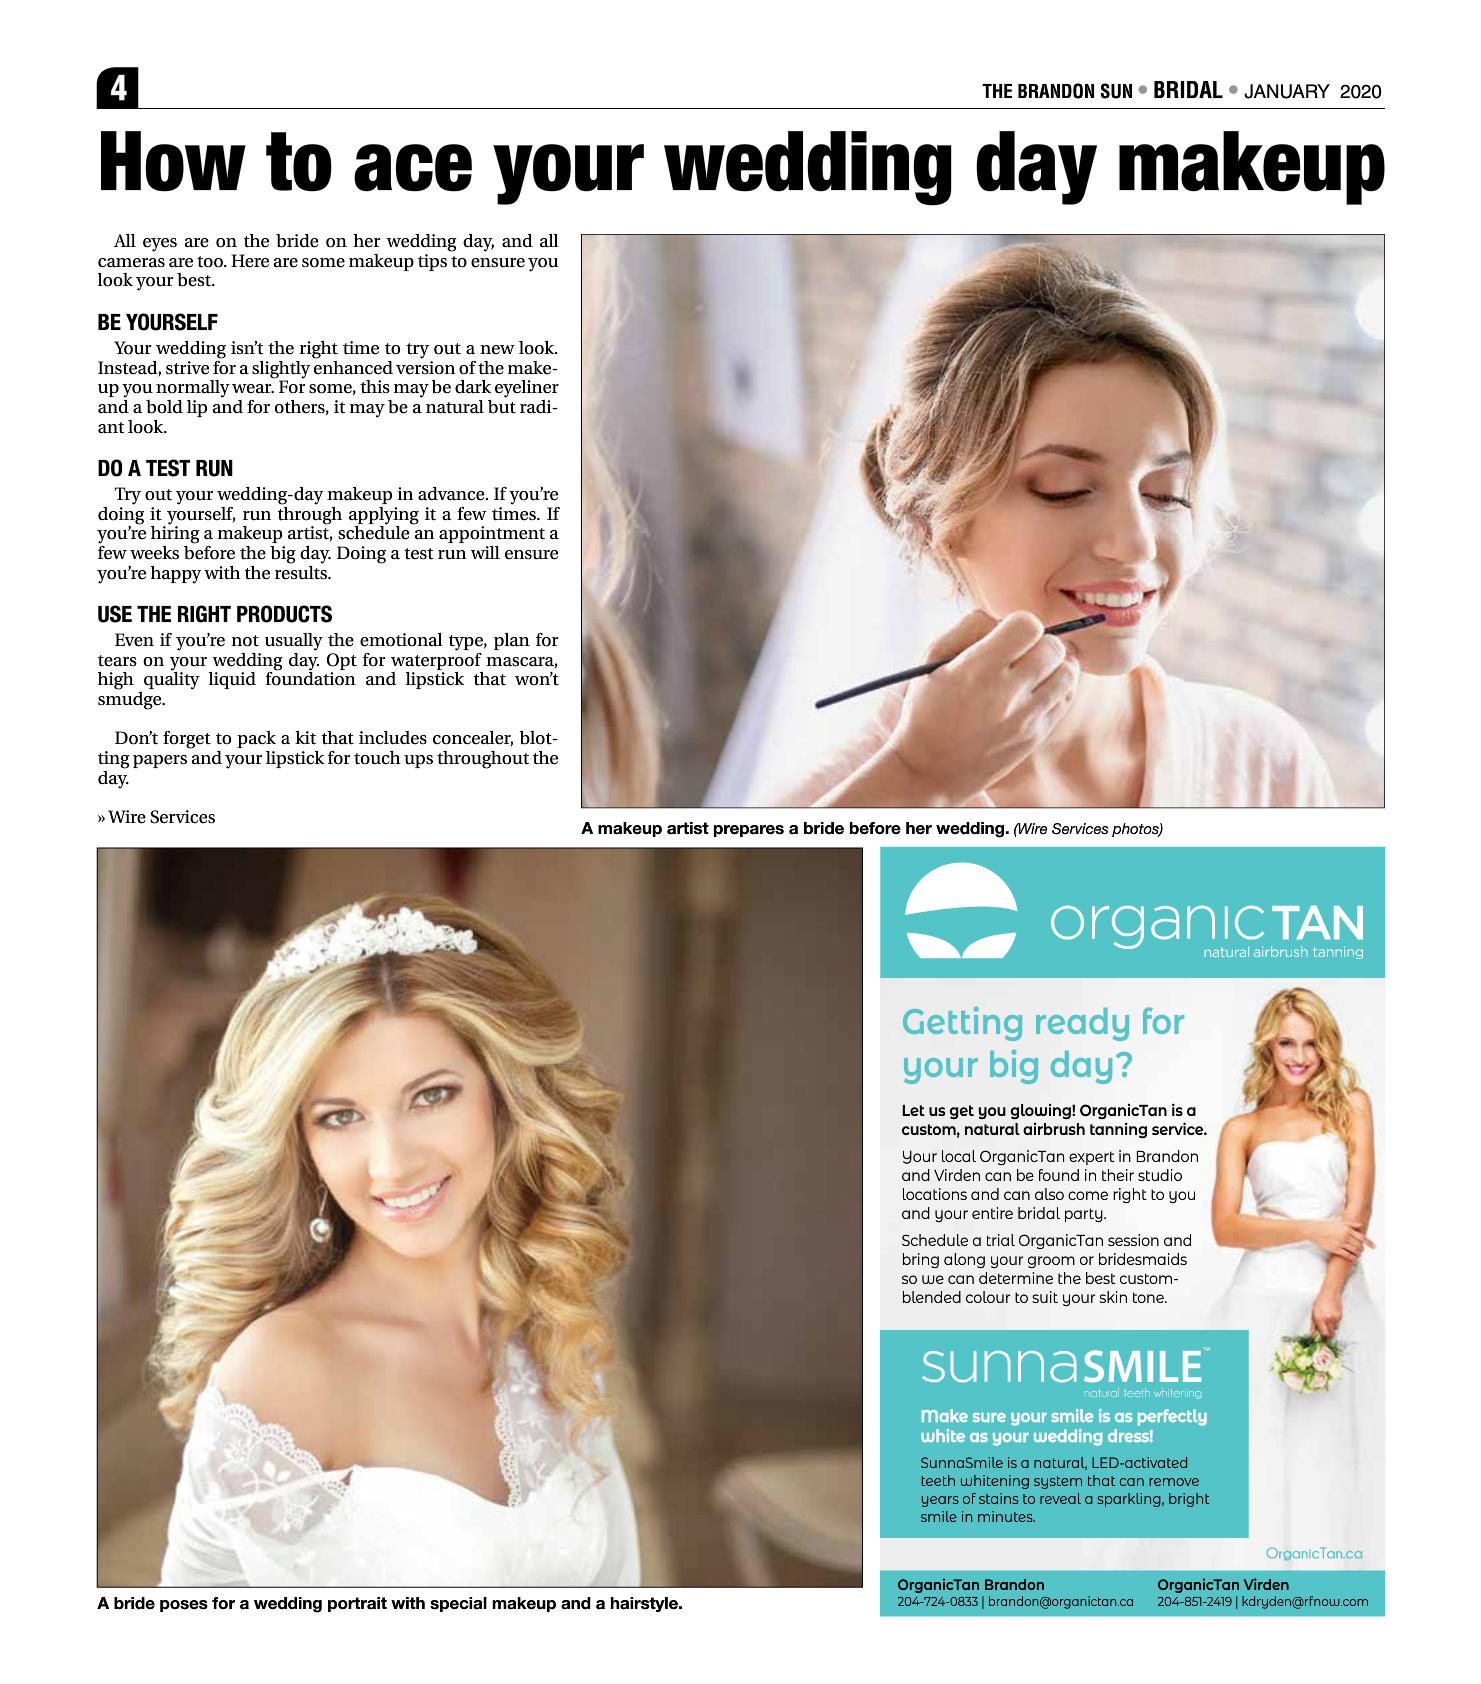 4
THE BRANDON SUN • BRIDAL • JANUARY 2020
How to ace your wedding day makeup
All eyes are on the bride on her wedding day, and all
cameras are too. Here are some makeup tips to ensure you
look your best.
BE YOURSELF
Your wedding isn't the right time to try out a new look.
Instead, strive for a slightly enhanced version of the make-
up you normally wear. For some, this may be dark eyeliner
and a bold lip and for others, it may be a natural but radi-
ant look.
DO A TEST RUN
Try out your wedding-day makeup in advance. If you're
doing it yourself, run through applying it a few times. If
you're hiring a makeup artist, schedule an appointment a
few weeks before the big day. Doing a test run will ensure
you're happy with the results.
USE THE RIGHT PRODUCTS
Even if you're not usually the emotional type, plan for
tears on your wedding day. Opt for waterproof mascara,
high quality liquid foundation and lipstick that won't
smudge.
Don't forget to pack a kit that includes concealer, blot-
ting papers and your lipstick for touch ups throughout the
day.
» Wire Services
A makeup artist prepares a bride before her wedding. (Wire Services photos)
A bride poses for a wedding portrait with special makeup and a hairstyle.
organicTAN
natural airbrush tanning
Getting ready for
your big day?
Let us get you glowing! OrganicTan is a
custom, natural airbrush tanning service.
Your local OrganicTan expert in Brandon
and Virden can be found in their studio
locations and can also come right to you
and your entire bridal party.
Schedule a trial OrganicTan session and
bring along your groom or bridesmaids
so we can determine the best custom-
blended colour to suit your skin tone.
sunnaSMILE™
natural teeth whitening
Make sure your smile is as perfectly
white as your wedding dress!
SunnaSmile is a natural, LED-activated
teeth whitening system that can remove
years of stains to reveal a sparkling, bright
smile in minutes.
OrganicTan.ca
OrganicTan Brandon
204-724-0833 | brandon@organictan.ca
OrganicTan Virden
204-851-2419 | kdryden@rfnow.com